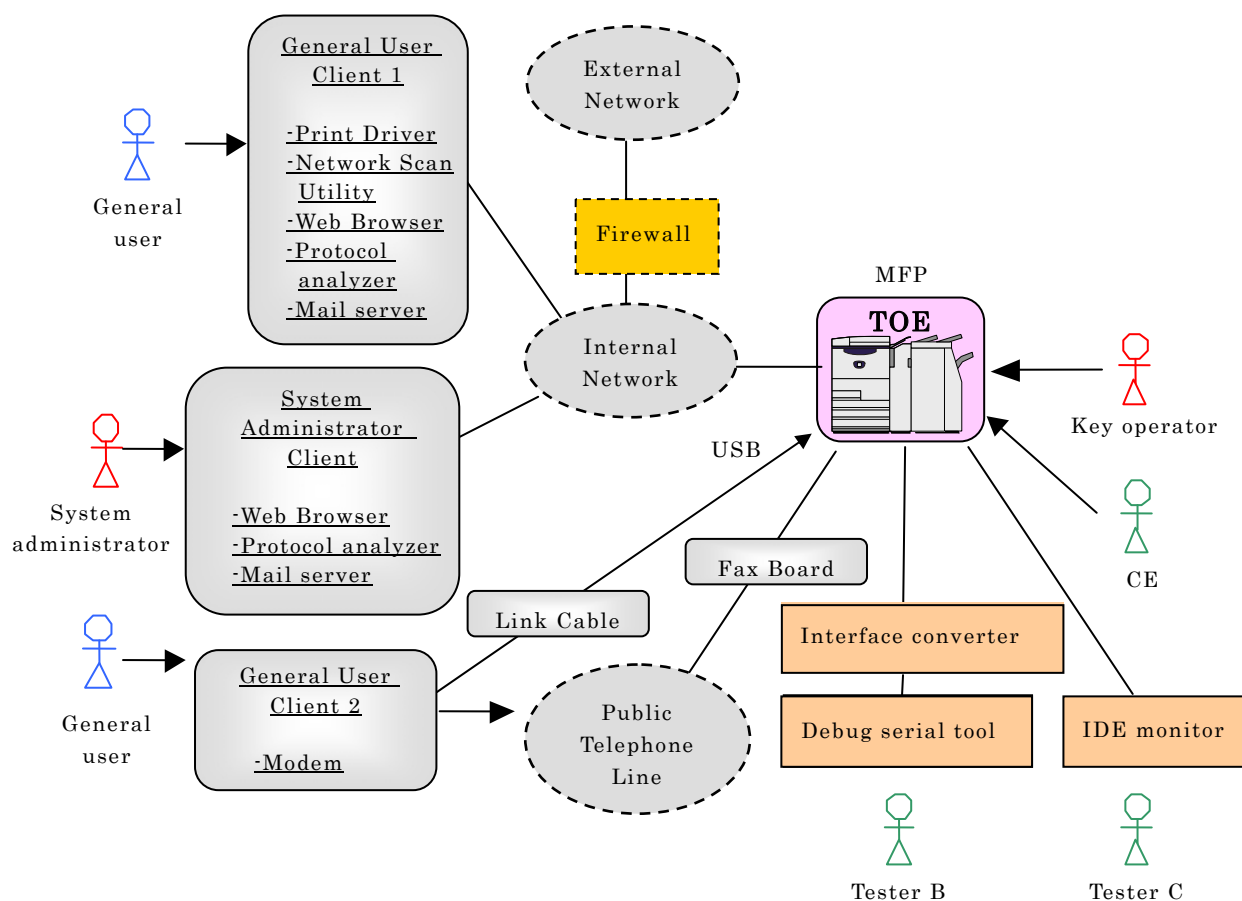 General User
Client 1
-Print Driver
-Network Scan
Utility
-Web Browser
-Protocol
analyzer
-Mail server
General
user
External
Network
Firewall
Internal
Network
MFP
TOE
Key operator
CE
System
Administrator
Client
-Web Browser
-Protocol analyzer
-Mail server
System
administrator
USB
Fax Board
Link Cable
General User
Client 2
-Modem
General
user
Public
Telephone
Line
Interface converter
Debug serial tool
IDE monitor
Tester B
Tester C